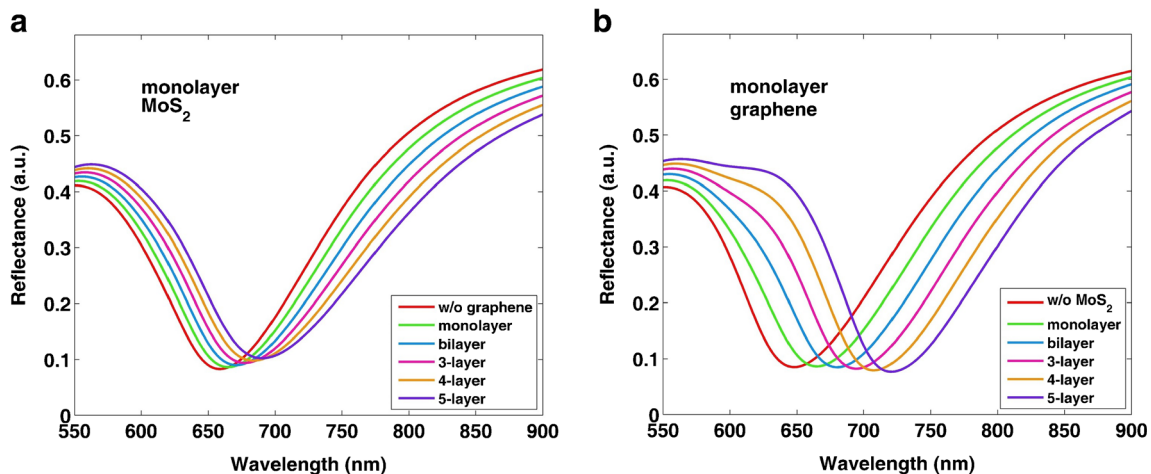 a
monolayer
MoS2
Reflectance (a.u.)
0.6
0.5
0.4
0.3
0.2
0.1
0
w/o graphene
monolayer
bilayer
3-layer
4-layer
5-layer
550 600 650 700 750 800 850 900
Wavelength (nm)
b
monolayer
graphene
Reflectance (a.u.)
0.6
0.5
0.4
0.3
0.2
0.1
0
w/o MoS2
monolayer
bilayer
3-layer
4-layer
5-layer
550 600 650 700 750 800 850 900
Wavelength (nm)